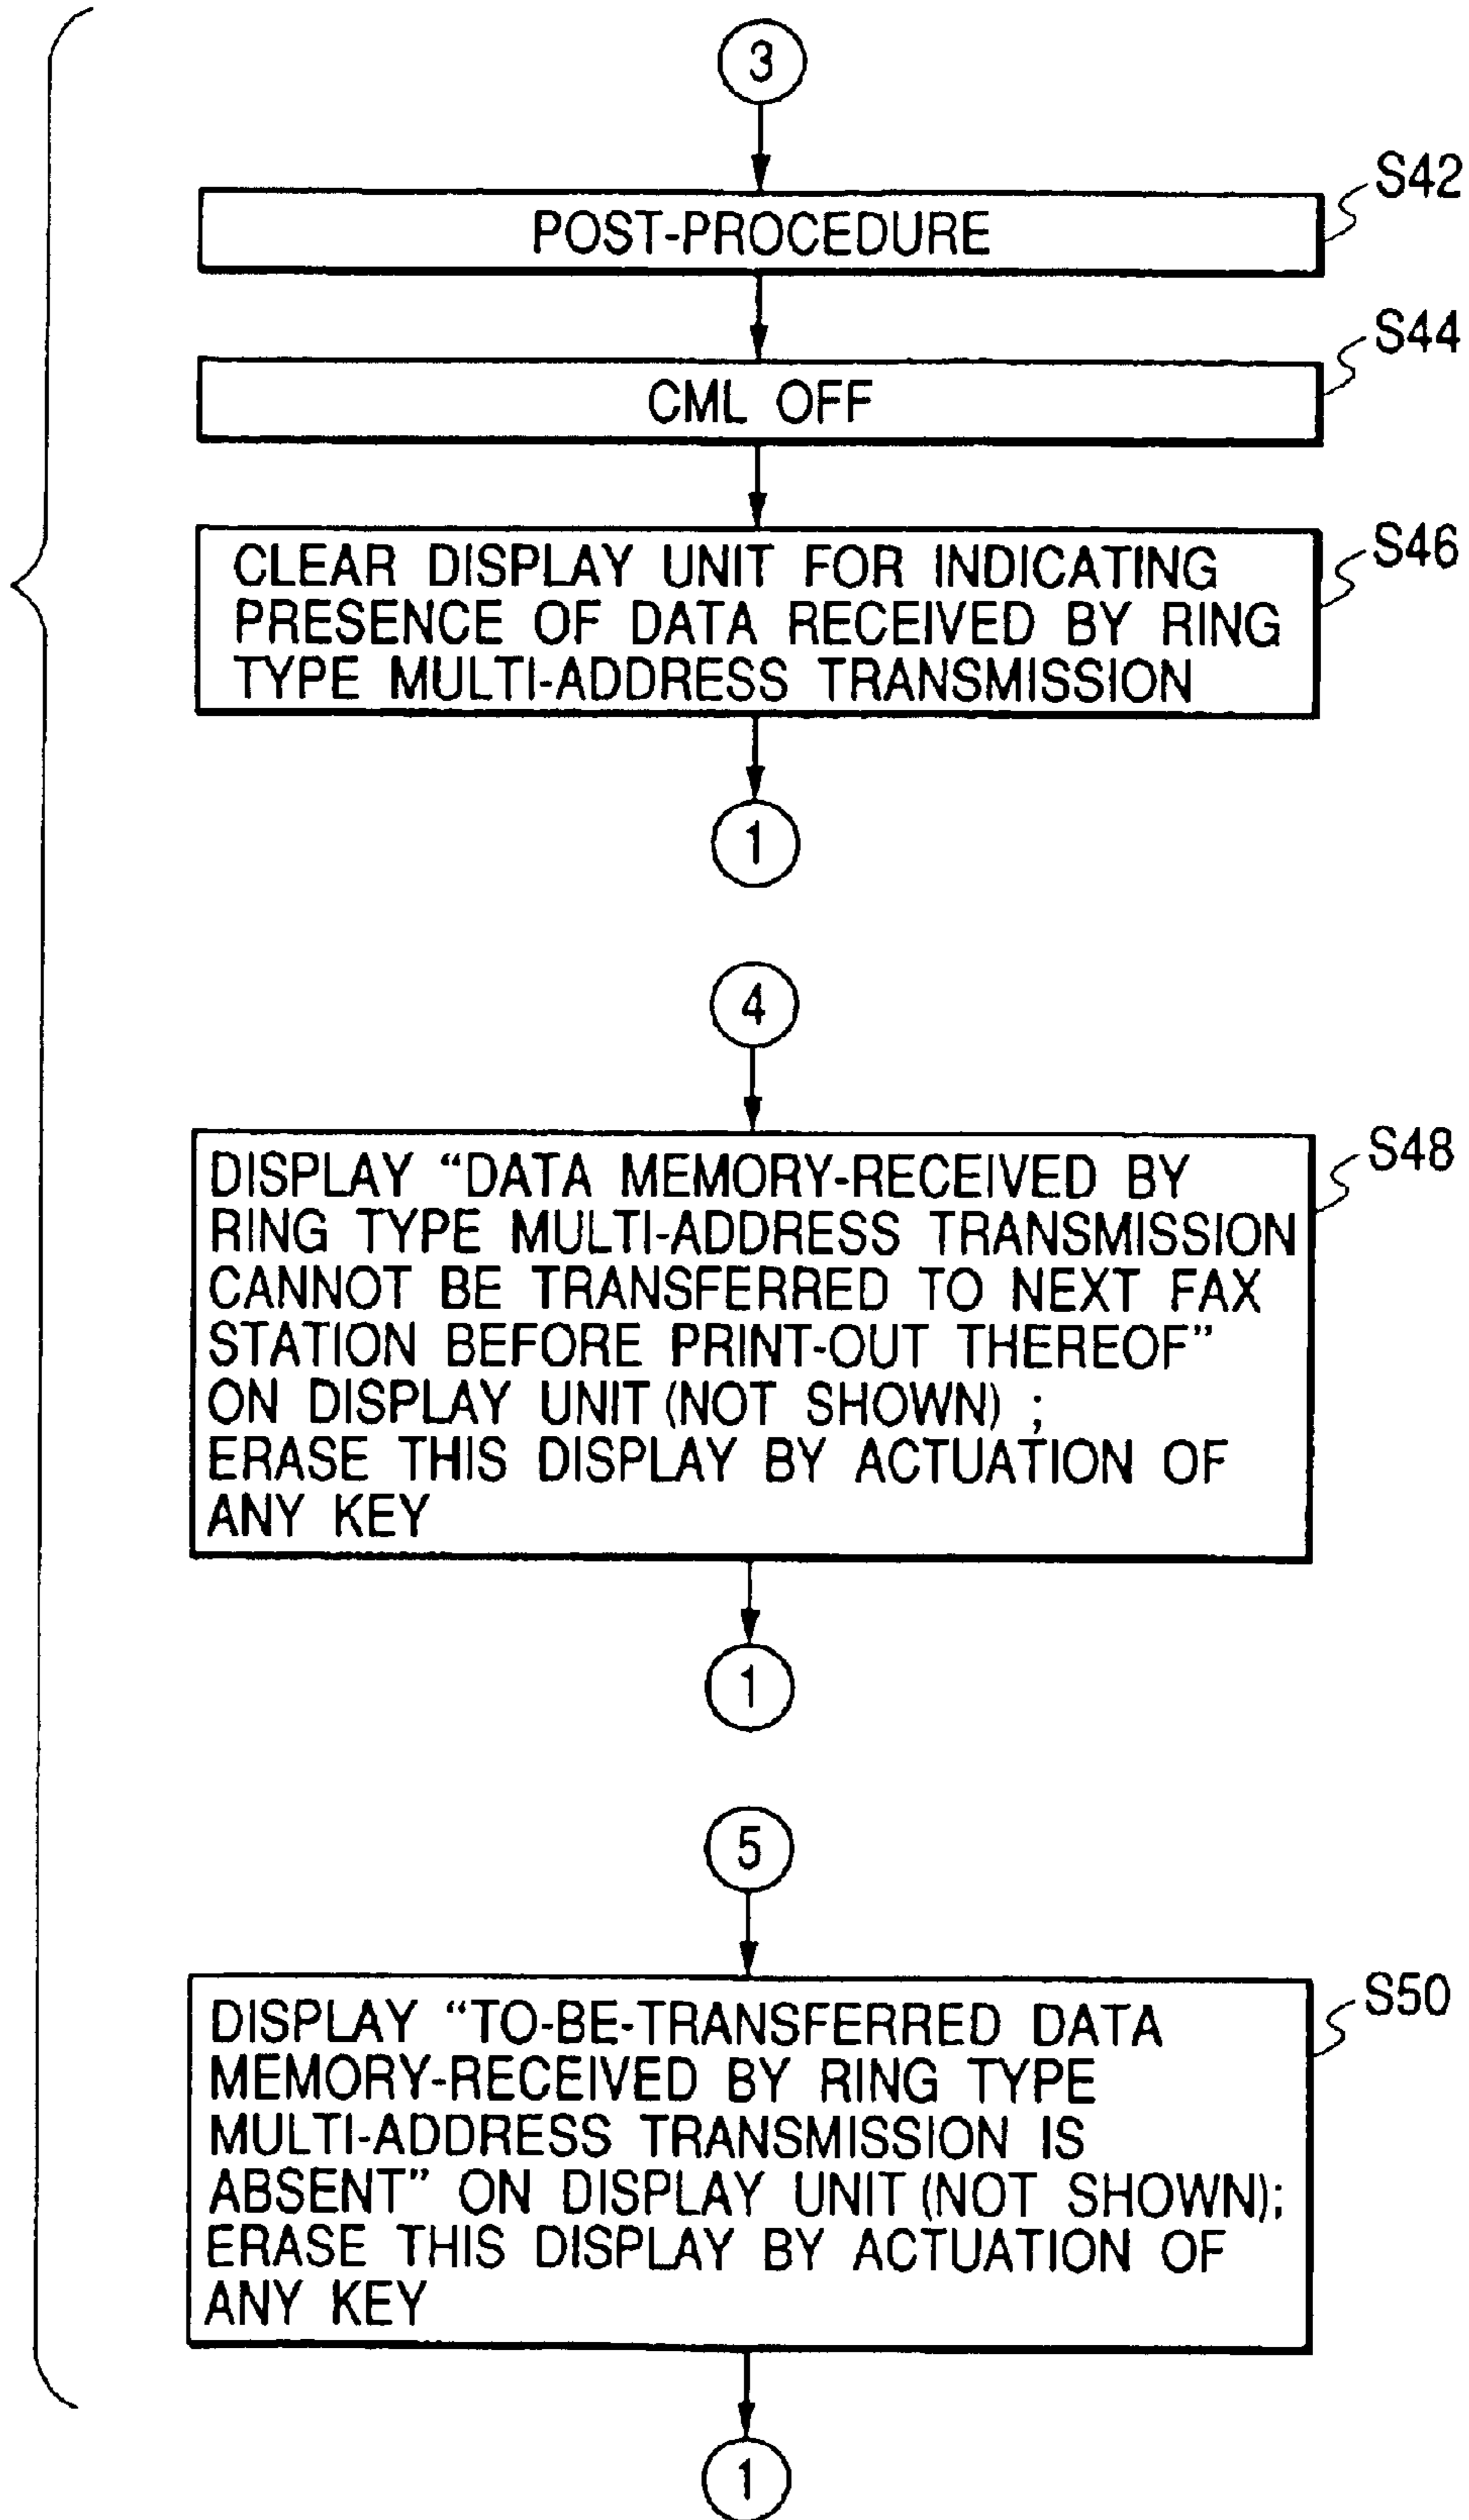 3
S42
POST-PROCEDURE
S44
CML OFF
S46
CLEAR DISPLAY UNIT FOR INDICATING
PRESENCE OF DATA RECEIVED BY RING
TYPE MULTI-ADDRESS TRANSMISSION
1
4
S48
DISPLAY “DATA MEMORY-RECEIVED BY
RING TYPE MULTI-ADDRESS TRANSMISSION
CANNOT BE TRANSFERRED TO NEXT FAX
STATION BEFORE PRINT-OUT THEREOF”
ON DISPLAY UNIT (NOT SHOWN) ;
ERASE THIS DISPLAY BY ACTUATION OF
ANY KEY
1
5
S50
DISPLAY “TO-BE-TRANSFERRED DATA
MEMORY-RECEIVED BY RING TYPE
MULTI-ADDRESS TRANSMISSION IS
ABSENT” ON DISPLAY UNIT (NOT SHOWN);
ERASE THIS DISPLAY BY ACTUATION OF
ANY KEY
1